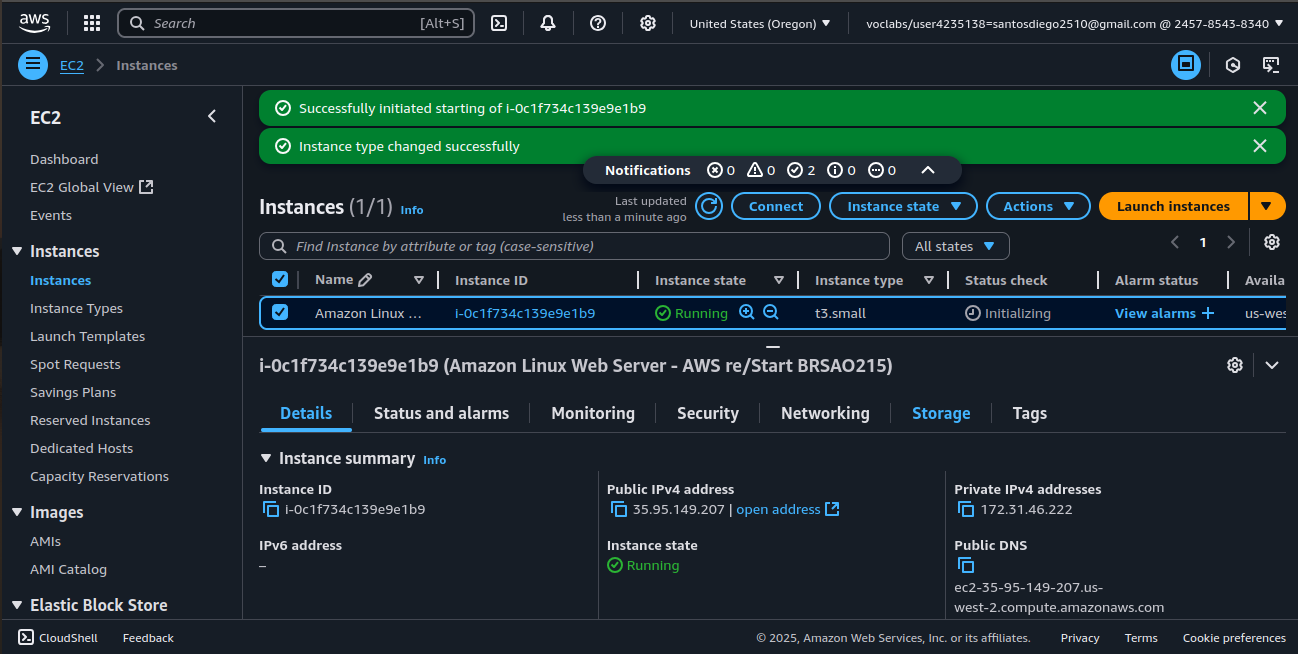 aws Search [Alt+S] United States (Oregon) voclabs/user4235138=santosdiego2510@gmail.com @ 2457-8543-8340
EC2 Instances
EC2
Dashboard
EC2 Global View
Events
Instances
Instances
Instance Types
Launch Templates
Spot Requests
Savings Plans
Reserved Instances
Dedicated Hosts
Capacity Reservations
Images
AMIs
AMI Catalog
Elastic Block Store
Successfully initiated starting of i-0c1f734c139e9e1b9
Instance type changed successfully
Notifications 0 0 2 0 0
Instances (1/1) Info
Last updated
less than a minute ago
Connect Instance state Actions Launch instances
Find Instance by attribute or tag (case-sensitive) All states 1
Name Instance ID Instance state Instance type Status check Alarm status Availa
Amazon Linux ... i-0c1f734c139e9e1b9 Running t3.small Initializing View alarms + us-wes
i-0c1f734c139e9e1b9 (Amazon Linux Web Server - AWS re/Start BRSAO215)
Details Status and alarms Monitoring Security Networking Storage Tags
Instance summary Info
Instance ID
i-0c1f734c139e9e1b9
IPv6 address
–
Public IPv4 address
35.95.149.207 | open address
Instance state
Running
Private IPv4 addresses
172.31.46.222
Public DNS
ec2-35-95-149-207.us-
west-2.compute.amazonaws.com
CloudShell Feedback © 2025, Amazon Web Services, Inc. or its affiliates. Privacy Terms Cookie preferences